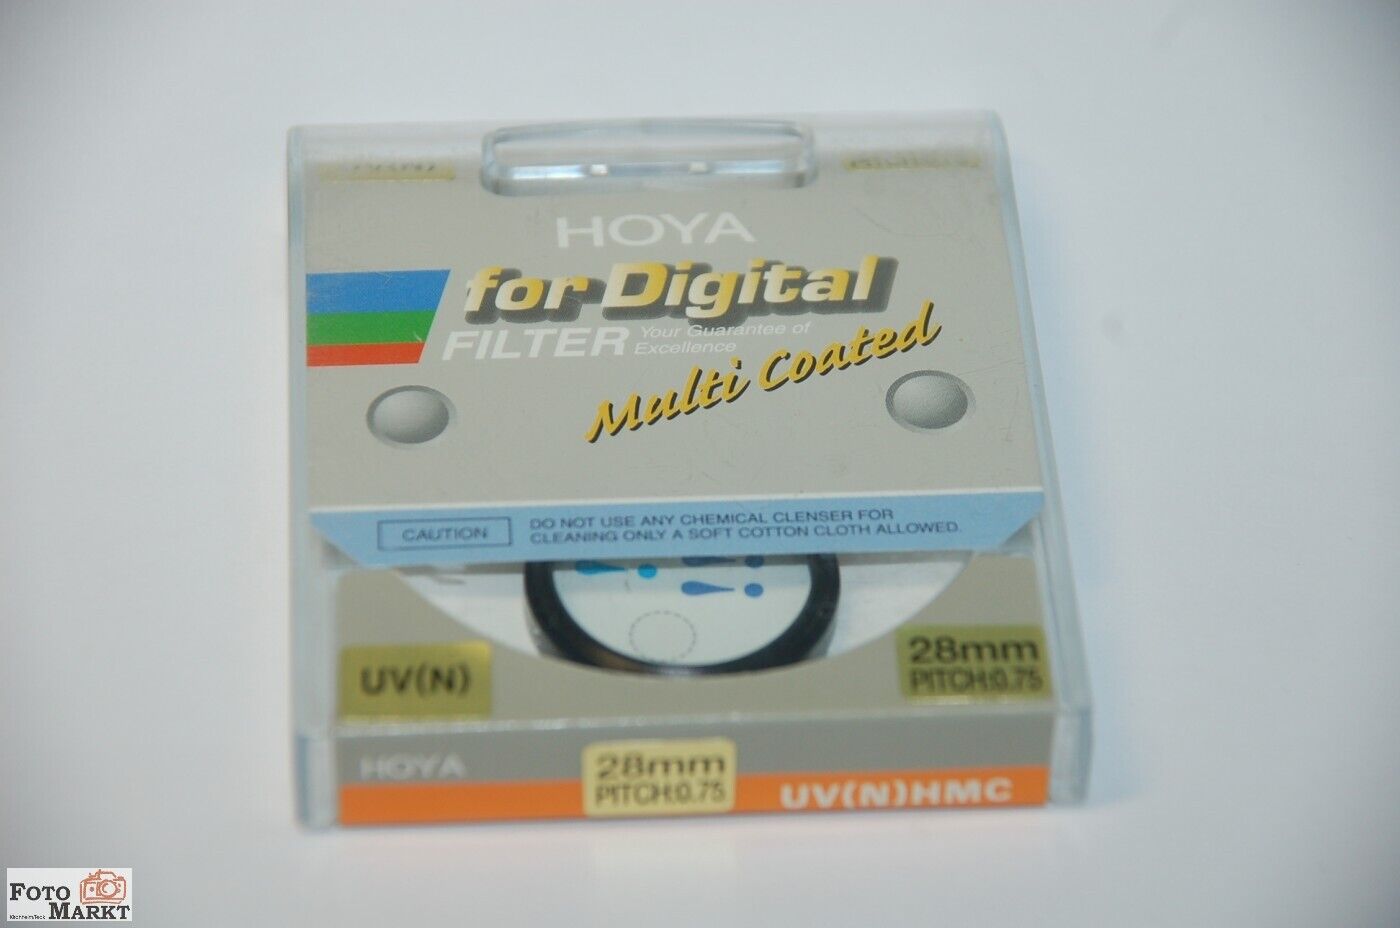 HOYA
for Digital
FILTER Your Guarantee of
Excellence
Multi Coated
CAUTION
DO NOT USE ANY CHEMICAL CLENSER FOR
CLEANING ONLY A SOFT COTTON CLOTH ALLOWED.
UV(N)
28mm
PITCH:0.75
HOYA
28mm
PITCH:0.75
UV(N)HMC
FOTO
MARKT
Kirchheim/Teck